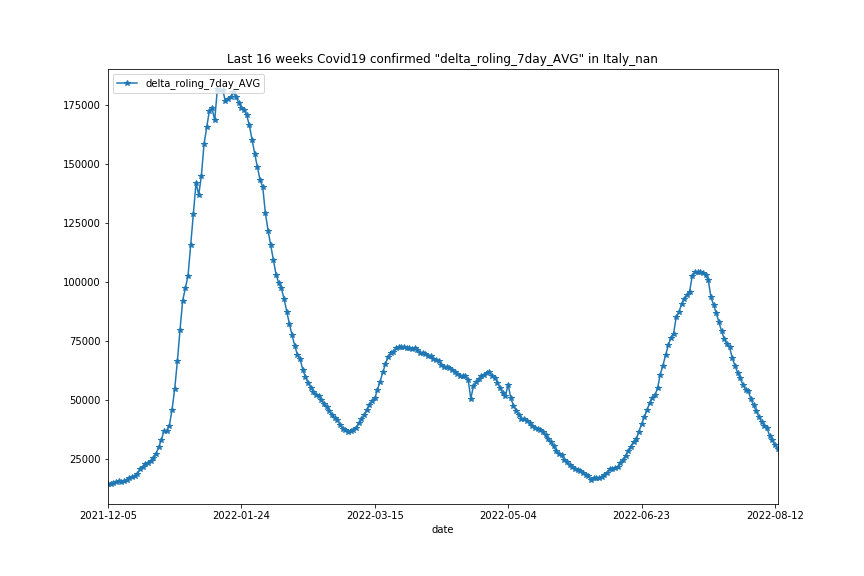 Last 16 weeks Covid19 confirmed "delta_roling_7day_AVG" in Italy_nan
delta_roling_7day_AVG
175000
150000
125000
100000
75000
50000
25000
2021-12-05 2022-01-24 2022-03-15 2022-05-04 2022-06-23 2022-08-12
date